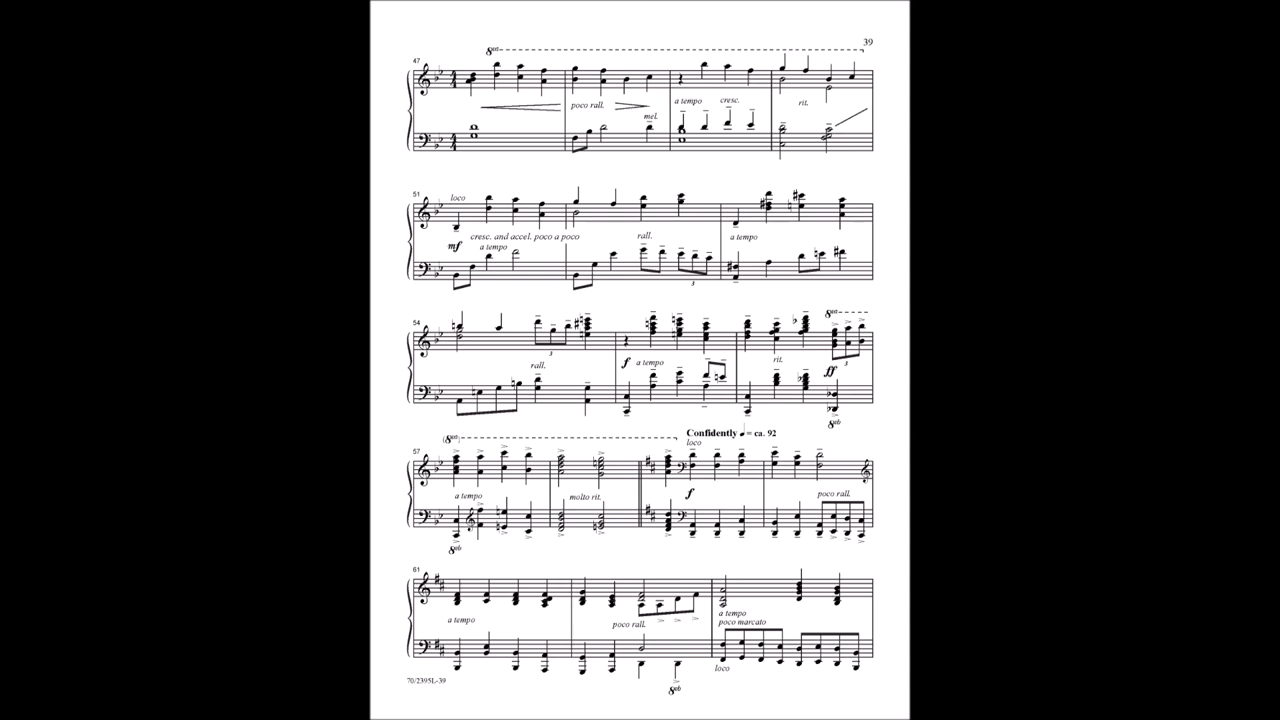 39
8va
47
poco rall.
mel.
a tempo
cresc.
rit.
51
loco
mf
cresc. and accel. poco a poco
a tempo
rall.
3
a tempo
54
3
rall.
f a tempo
rit.
8va
3
ff
8vb
57
(8va)
a tempo
8vb
molto rit.
Confidently ♩= ca. 92
loco
f
poco rall.
61
a tempo
poco rall.
8vb
a tempo
poco marcato
loco
70/2395L-39